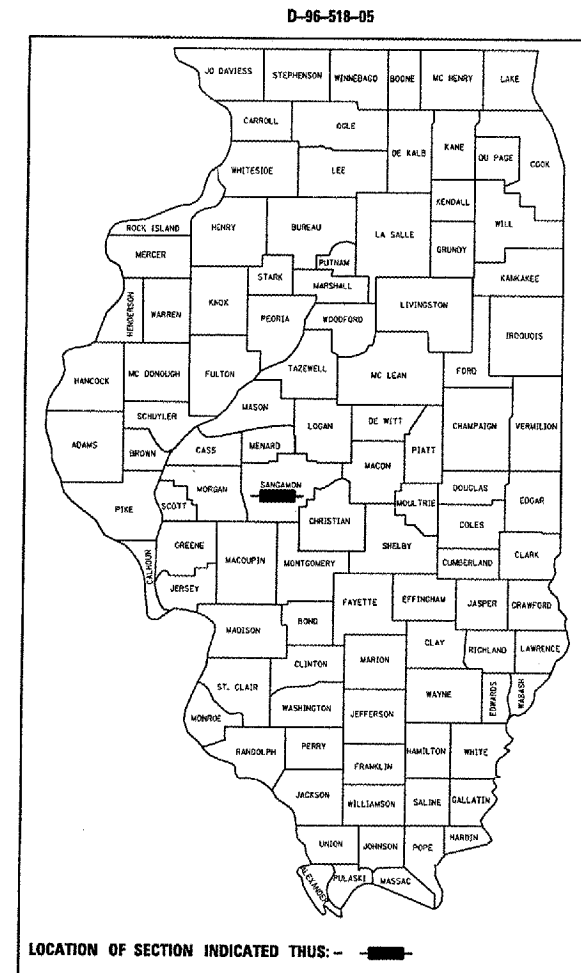 D-96-518-05
JO DAVIESS STEPHENSON WINNEBAGO BOONE MC HENRY LAKE
CARROLL OGLE DE KALB KANE DU PAGE COOK
WHITESIDE LEE
KENDALL
ROCK ISLAND HENRY BUREAU LA SALLE GRUNDY WILL
MERCER PUTNAM
STARK MARSHALL KANKAKEE
HENDERSON WARREN KNOX PEORIA WOODFORD LIVINGSTON IROQUOIS
HANCOCK MC DONOUGH FULTON TAZEWELL MC LEAN FORD
MASON
SCHUYLER LOGAN DE WITT CHAMPAIGN VERMILION
ADAMS BROWN CASS MENARD MACON PIATT
SANGAMON
PIKE SCOTT MORGAN CHRISTIAN MOULTRIE DOUGLAS EDGAR
COLES
GREENE MACOUPIN MONTGOMERY SHELBY CUMBERLAND CLARK
CALHOUN JERSEY
FAYETTE EFFINGHAM JASPER CRAWFORD
MADISON BOND
CLAY RICHLAND LAWRENCE
CLINTON MARION
ST. CLAIR WAYNE EDWARDS WABASH
WASHINGTON JEFFERSON
MONROE
RANDOLPH PERRY HAMILTON WHITE
FRANKLIN
JACKSON WILLIAMSON SALINE GALLATIN
UNION JOHNSON POPE HARDIN
ALEXANDER PULASKI MASSAC
LOCATION OF SECTION INDICATED THUS: -